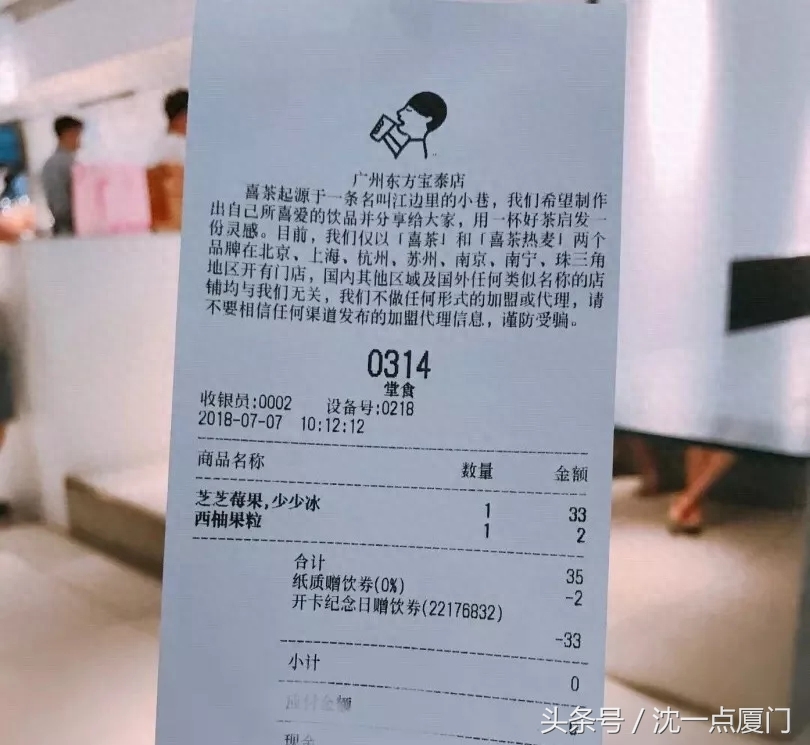 广州东方宝泰店
喜茶起源于一条名叫江边里的小巷，我们希望制作
出自己所喜爱的饮品并分享给大家，用一杯好茶启发一
份灵感。目前，我们仅以「喜茶」和「喜茶热麦」两个
品牌在北京、上海、杭州、苏州、南京、南宁、珠三角
地区开有门店，国内其他区域及国外任何类似名称的店
铺均与我们无关，我们不做任何形式的加盟或代理，请
不要相信任何渠道发布的加盟代理信息，谨防受骗。
0314
堂食
收银员:0002 设备号:0218
2018-07-07 10:12:12
商品名称 数量 金额
芝芝莓果,少少冰 1 33
西柚果粒 1 2
合计 35
纸质赠饮券(0%) -2
开卡纪念日赠饮券(22176832)
-33
小计 0
应付金额
现金
头条号 / 沈一点厦门